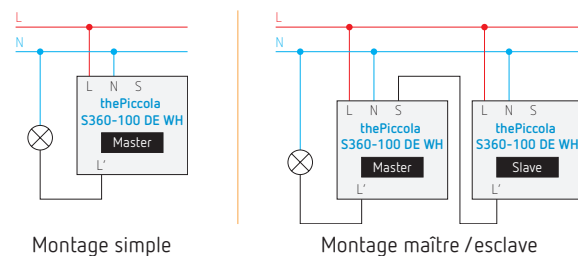 L
N
L N S
thePiccola
S360-100 DE WH
Master
L'
Montage simple
L
N
L N S
thePiccola
S360-100 DE WH
Master
L'
L N S
thePiccola
S360-100 DE WH
Slave
L'
Montage maître / esclave